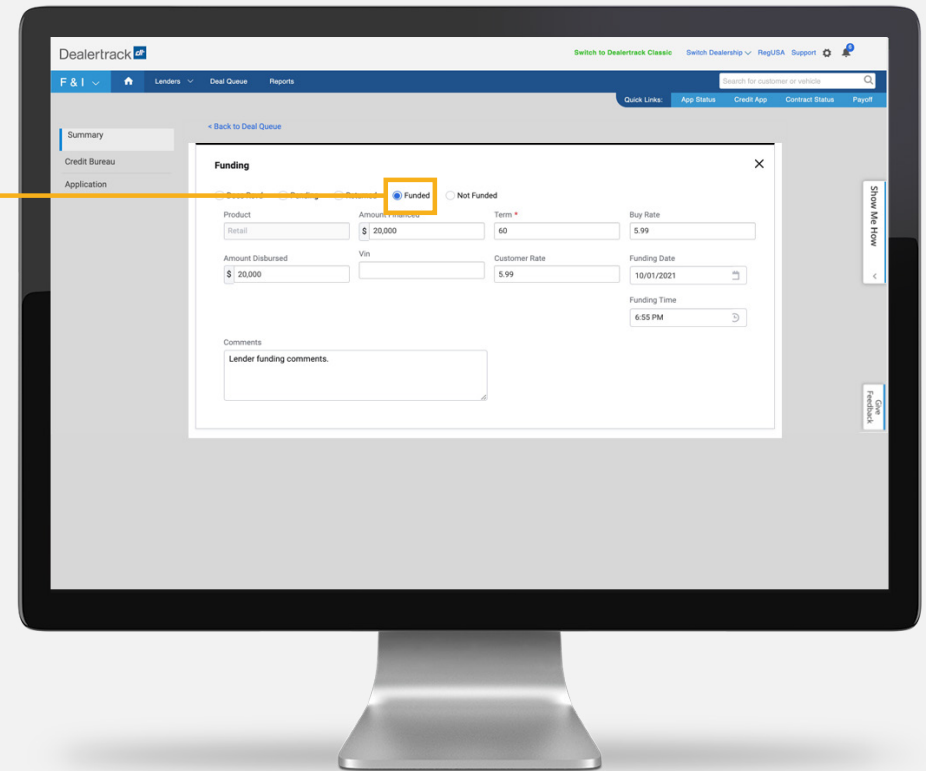 Dealertrack dt
Switch to Dealertrack Classic Switch Dealership RegUSA Support
F & I Lenders Deal Queue Reports
Search for customer or vehicle
Quick Links: App Status Credit App Contract Status Payoff
Summary
Credit Bureau
Application
< Back to Deal Queue
Funding
Funded Not Funded
Product Amount Financed Term * Buy Rate
Retail $ 20,000 60 5.99
Amount Disbursed Vin Customer Rate Funding Date
$ 20,000 5.99 10/01/2021
Funding Time
6:55 PM
Comments
Lender funding comments.
Show Me How
Give
Feedback